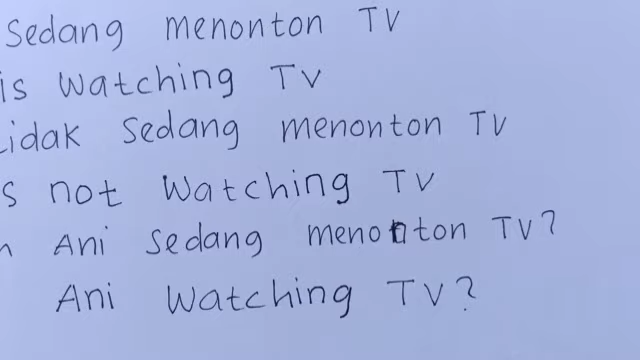 sedang menonton TV
is watching TV
tidak sedang menonton TV
not watching TV
Ani sedang menonton TV?
Ani watching TV?